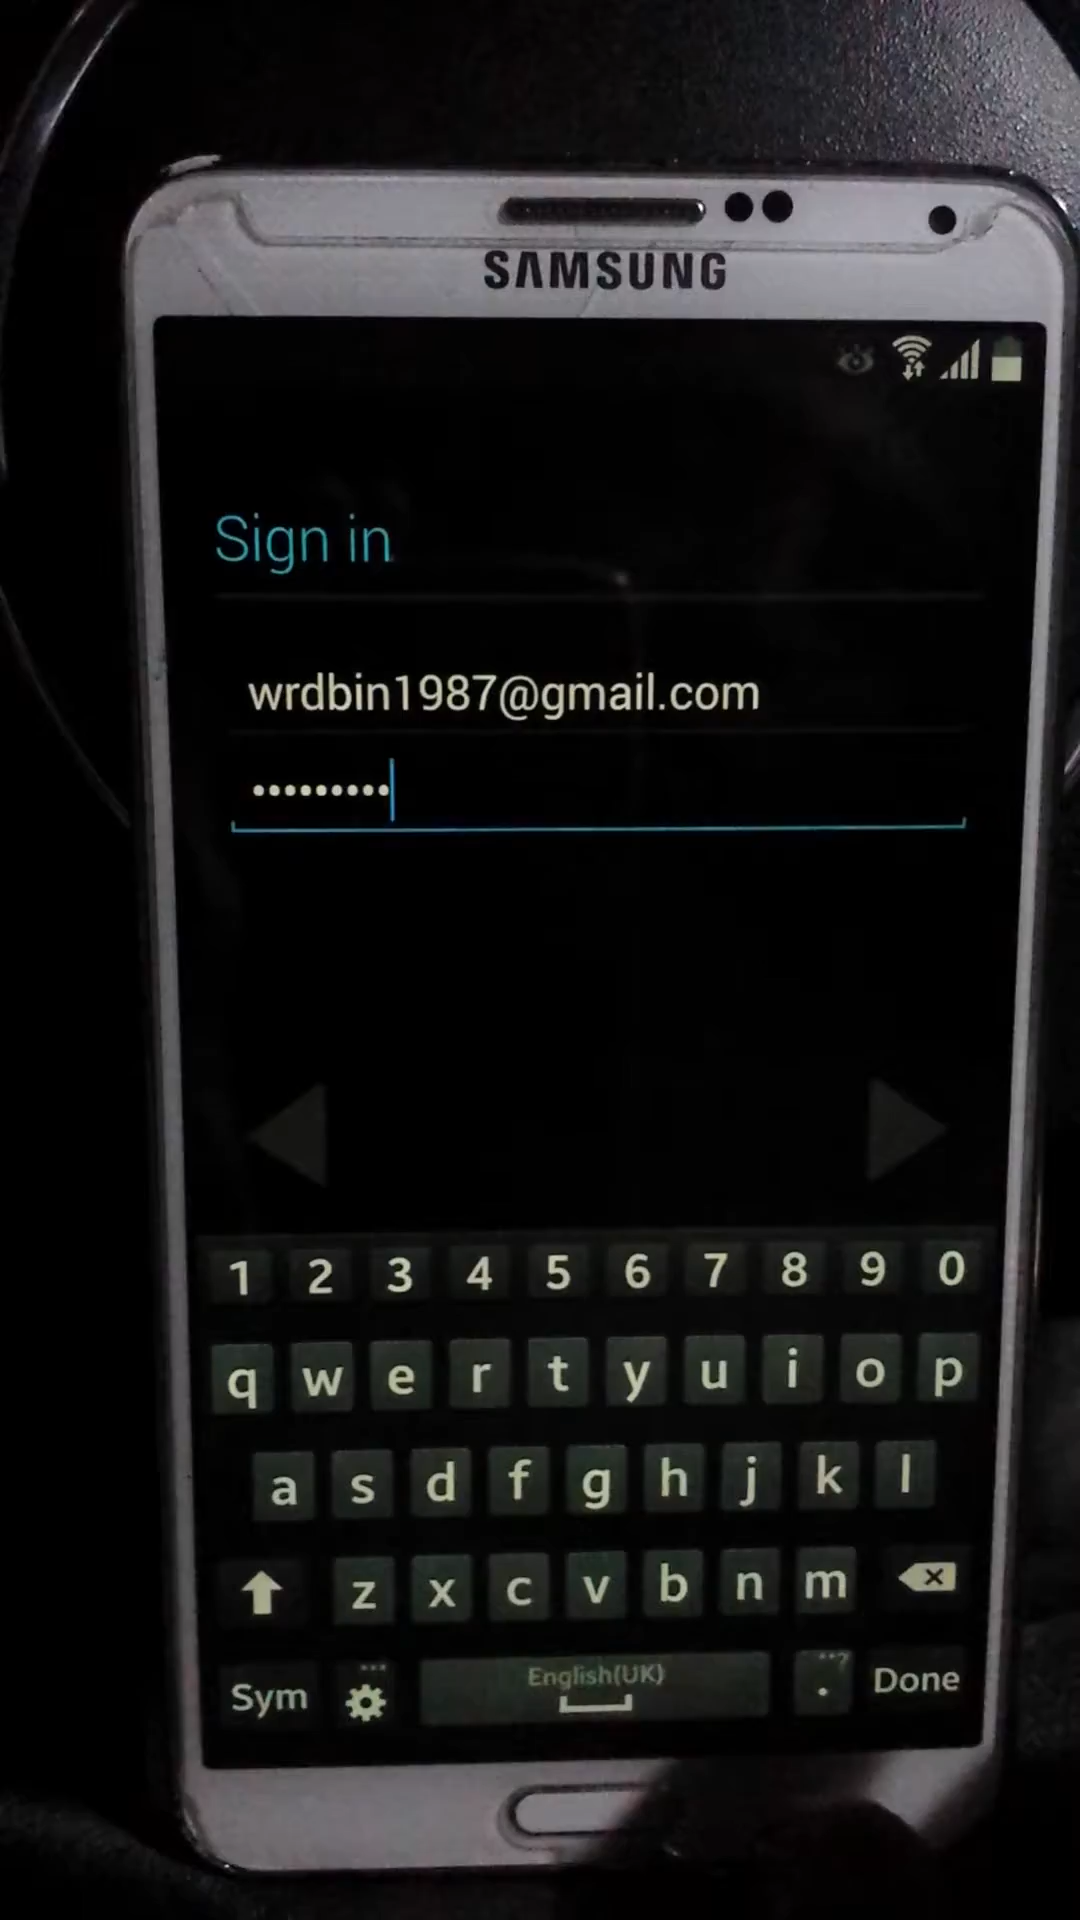 SAMSUNG
Sign in
wrdbin1987@gmail.com
•••••••••
1 2 3 4 5 6 7 8 9 0
q w e r t y u i o p
a s d f g h j k l
z x c v b n m
Sym English(UK) . Done